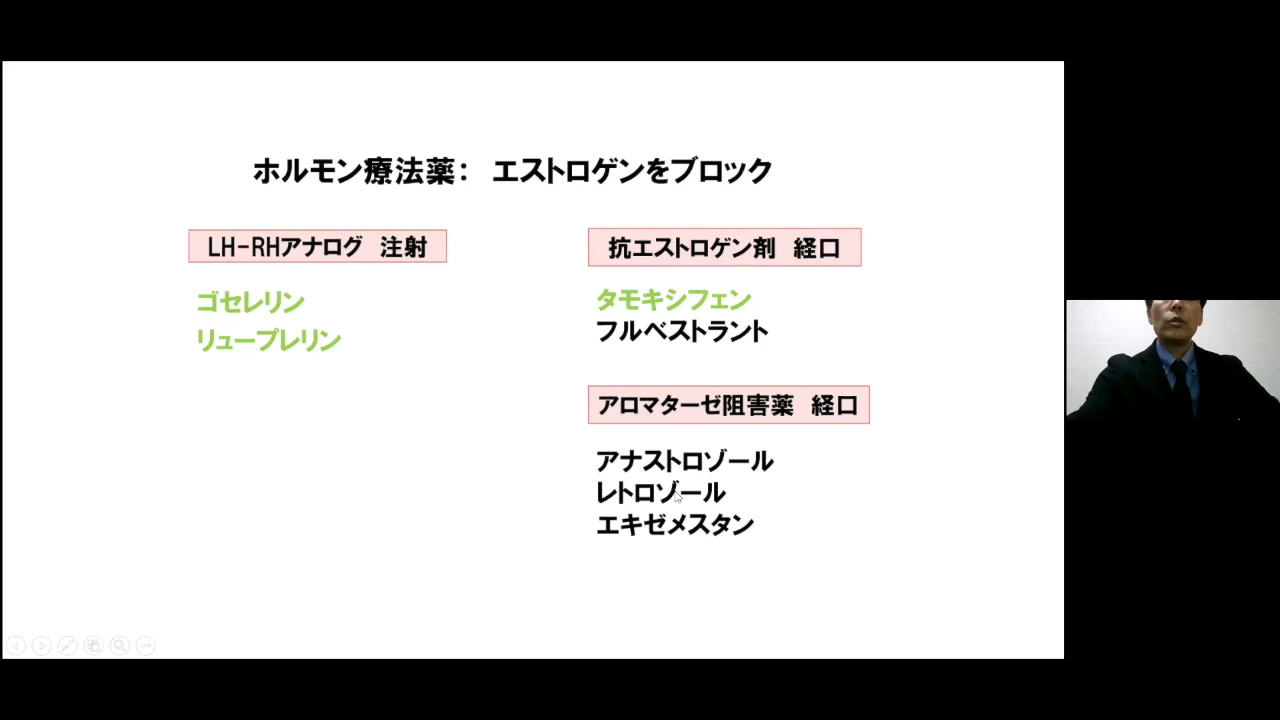 ホルモン療法薬： エストロゲンをブロック
LH-RHアナログ 注射
ゴセレリン
リュープレリン
抗エストロゲン剤 経口
タモキシフェン
フルベストラント
アロマターゼ阻害薬 経口
アナストロゾール
レトロゾール
エキゼメスタン